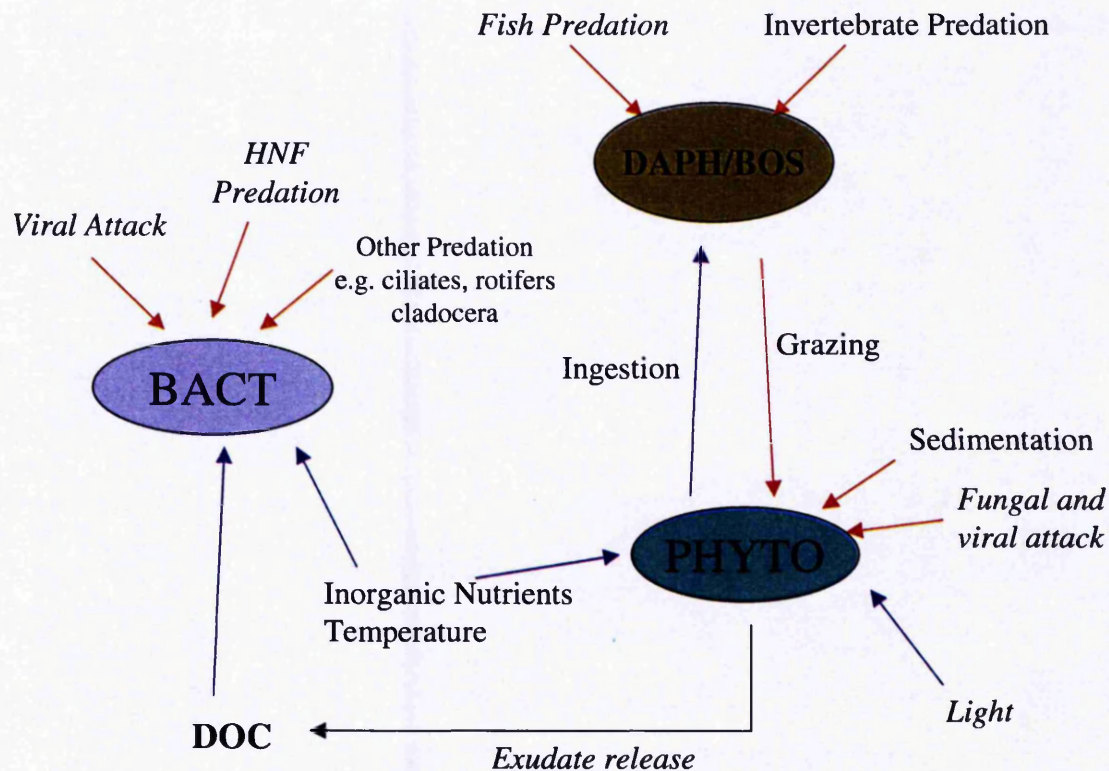 Fish Predation
Invertebrate Predation
DAPH/BOS
HNF
Predation
Viral Attack
Other Predation
e.g. ciliates, rotifers
cladocera
BACT
Ingestion
Grazing
Sedimentation
Fungal and
viral attack
PHYTO
Inorganic Nutrients
Temperature
Light
DOC
Exudate release